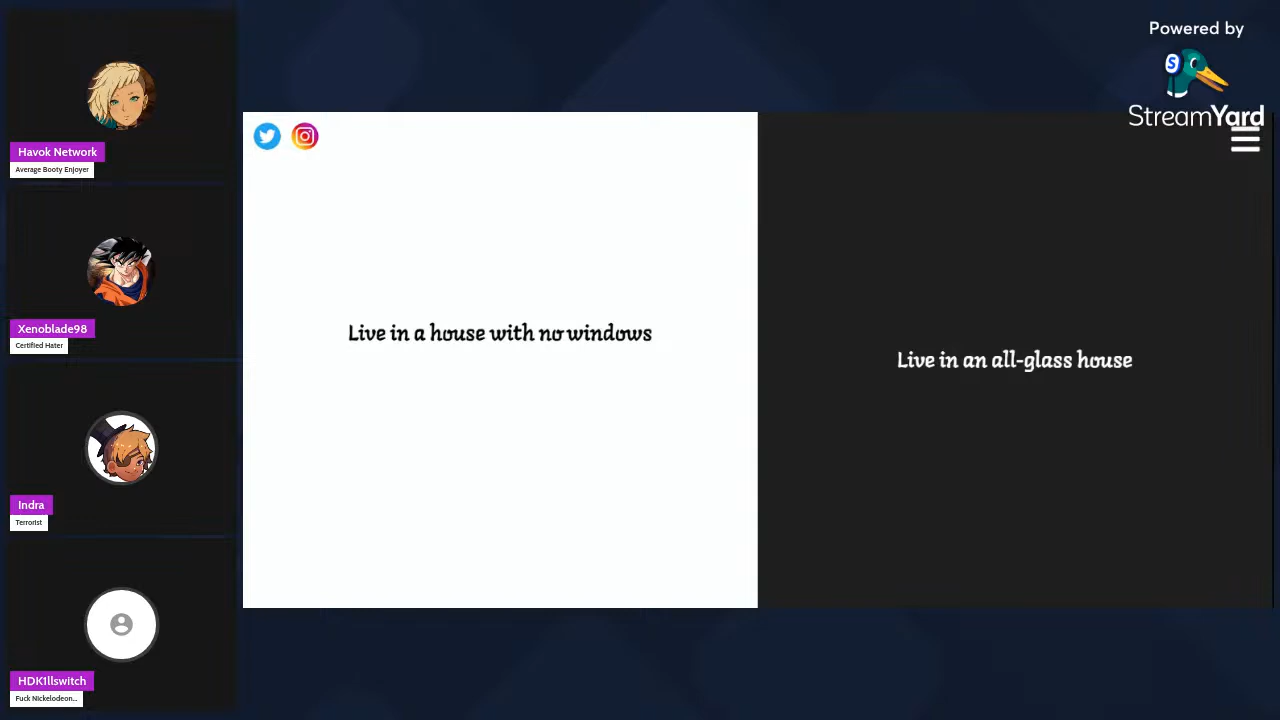 Powered by
StreamYard
Havok Network
Average Booty Enjoyer
Xenoblade98
Certified Hater
Indra
Terrorist
HDK1llswitch
Fuck Nickelodeon...
Live in a house with no windows
Live in an all-glass house